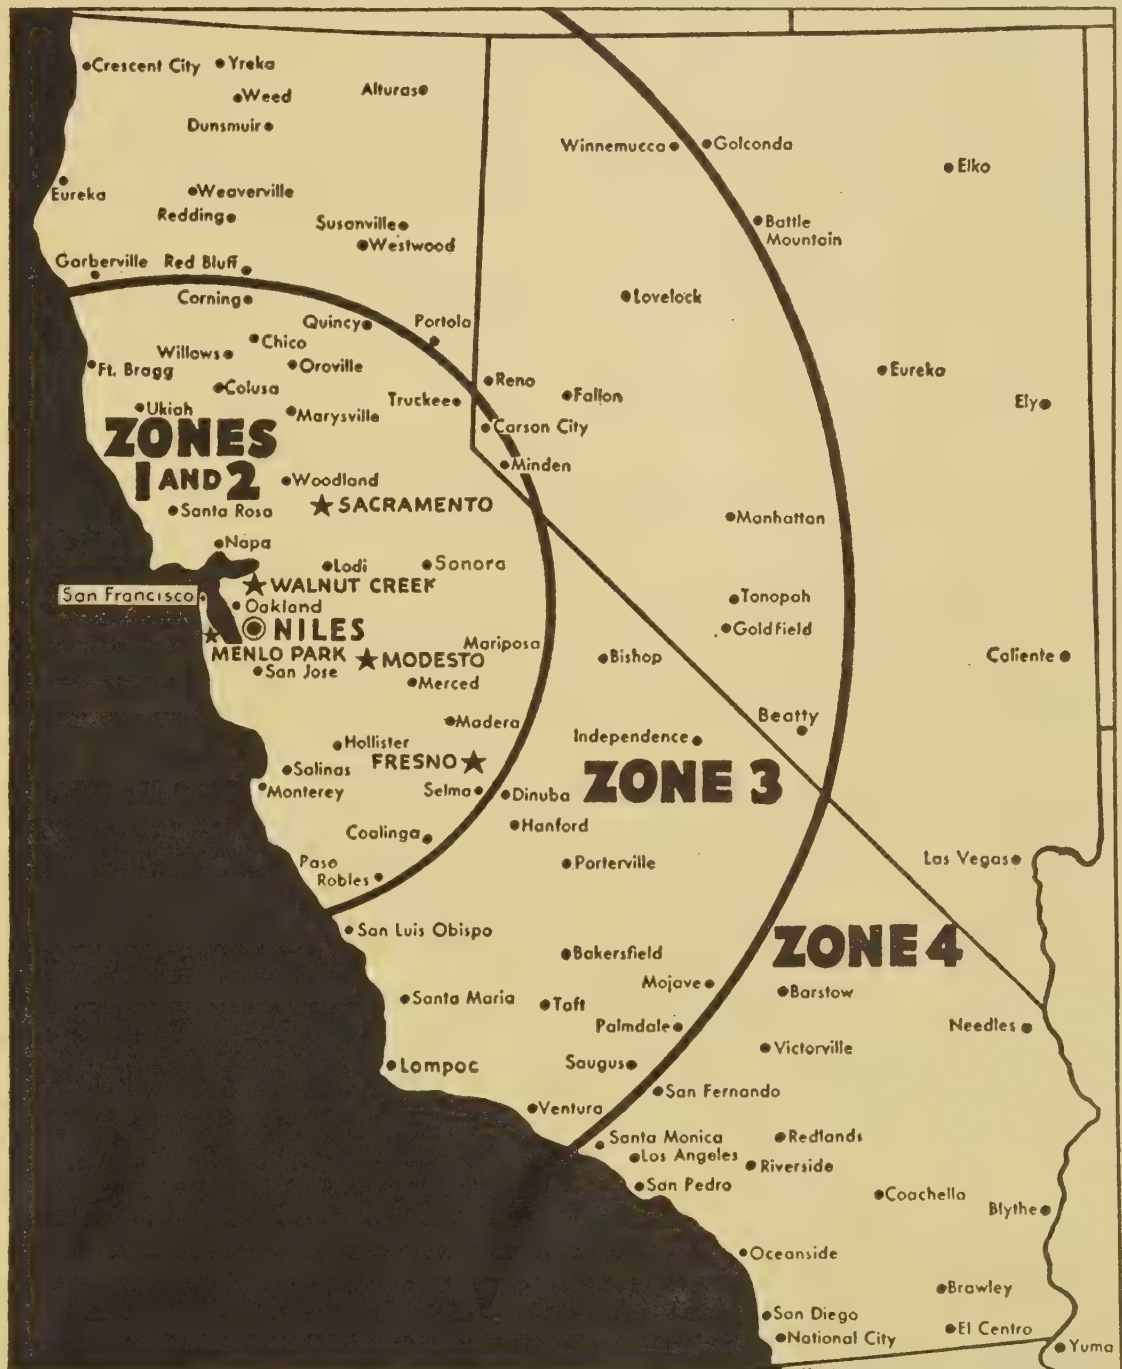 Crescent City
Yreka
Weed
Alturas
Dunsmuir
Winnemucca
Golconda
Elko
Eureka
Weaverville
Redding
Susanville
Westwood
Battle
Mountain
Garberville
Red Bluff
Corning
Lovelock
Quincy
Portola
Chico
Willows
Ft. Bragg
Oroville
Eureka
Colusa
Reno
Fallon
Truckee
Ely
Ukiah
Marysville
Carson City
ZONES
1 AND 2
Minden
Woodland
SACRAMENTO
Santa Rosa
Manhattan
Napa
Lodi
Sonora
WALNUT CREEK
San Francisco
Oakland
Tonopah
NILES
Goldfield
Mariposa
MENLO PARK
MODESTO
Bishop
Caliente
San Jose
Merced
Madera
Beatty
Hollister
Independence
FRESNO
Salinas
ZONE 3
Monterey
Selma
Dinuba
Hanford
Coalinga
Paso
Robles
Porterville
Las Vegas
San Luis Obispo
ZONE 4
Bakersfield
Mojave
Barstow
Santa Maria
Taft
Palmdale
Needles
Victorville
Lompoc
Saugus
San Fernando
Ventura
Santa Monica
Redlands
Los Angeles
Riverside
San Pedro
Coachella
Blythe
Oceanside
Brawley
San Diego
El Centro
National City
Yuma